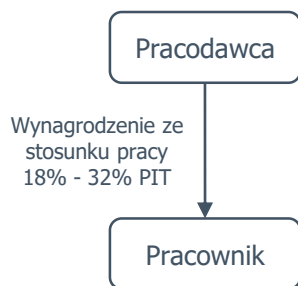 Pracodawca
Wynagrodzenie ze
stosunku pracy
18% - 32% PIT
Pracownik